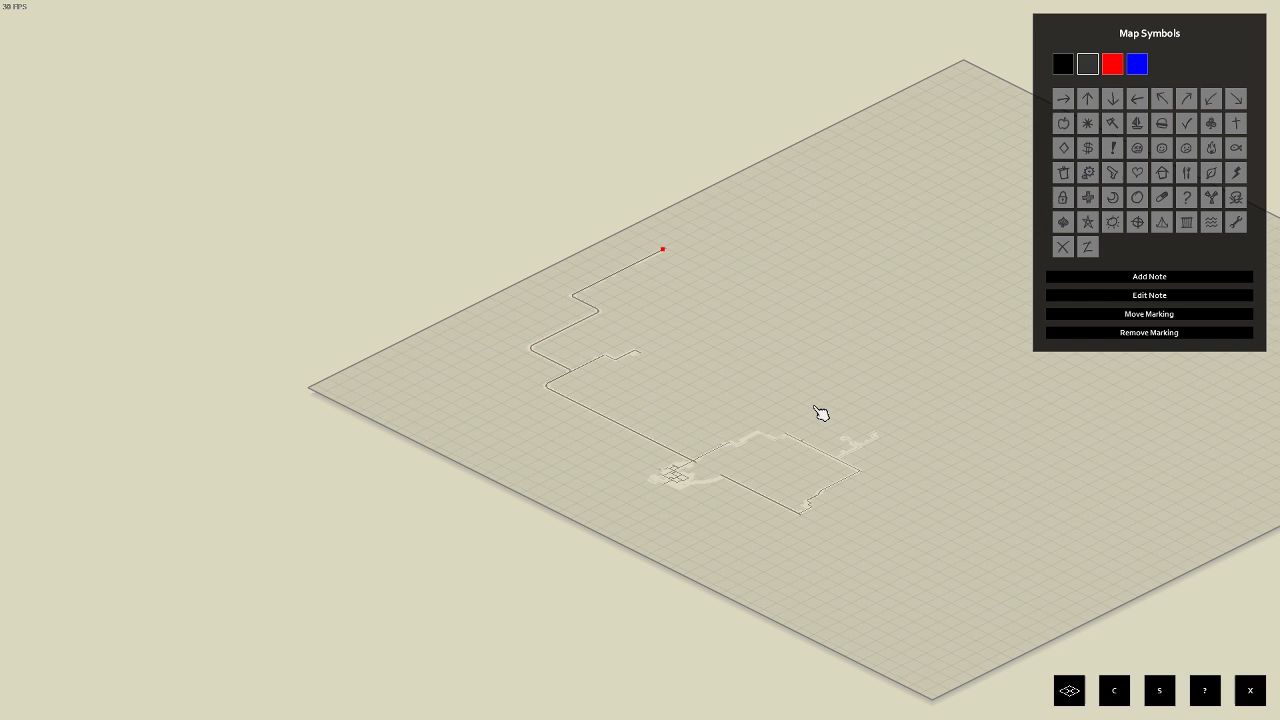 30 FPS
Map Symbols
Add Note
Edit Note
Move Marking
Remove Marking
C
S
?
X